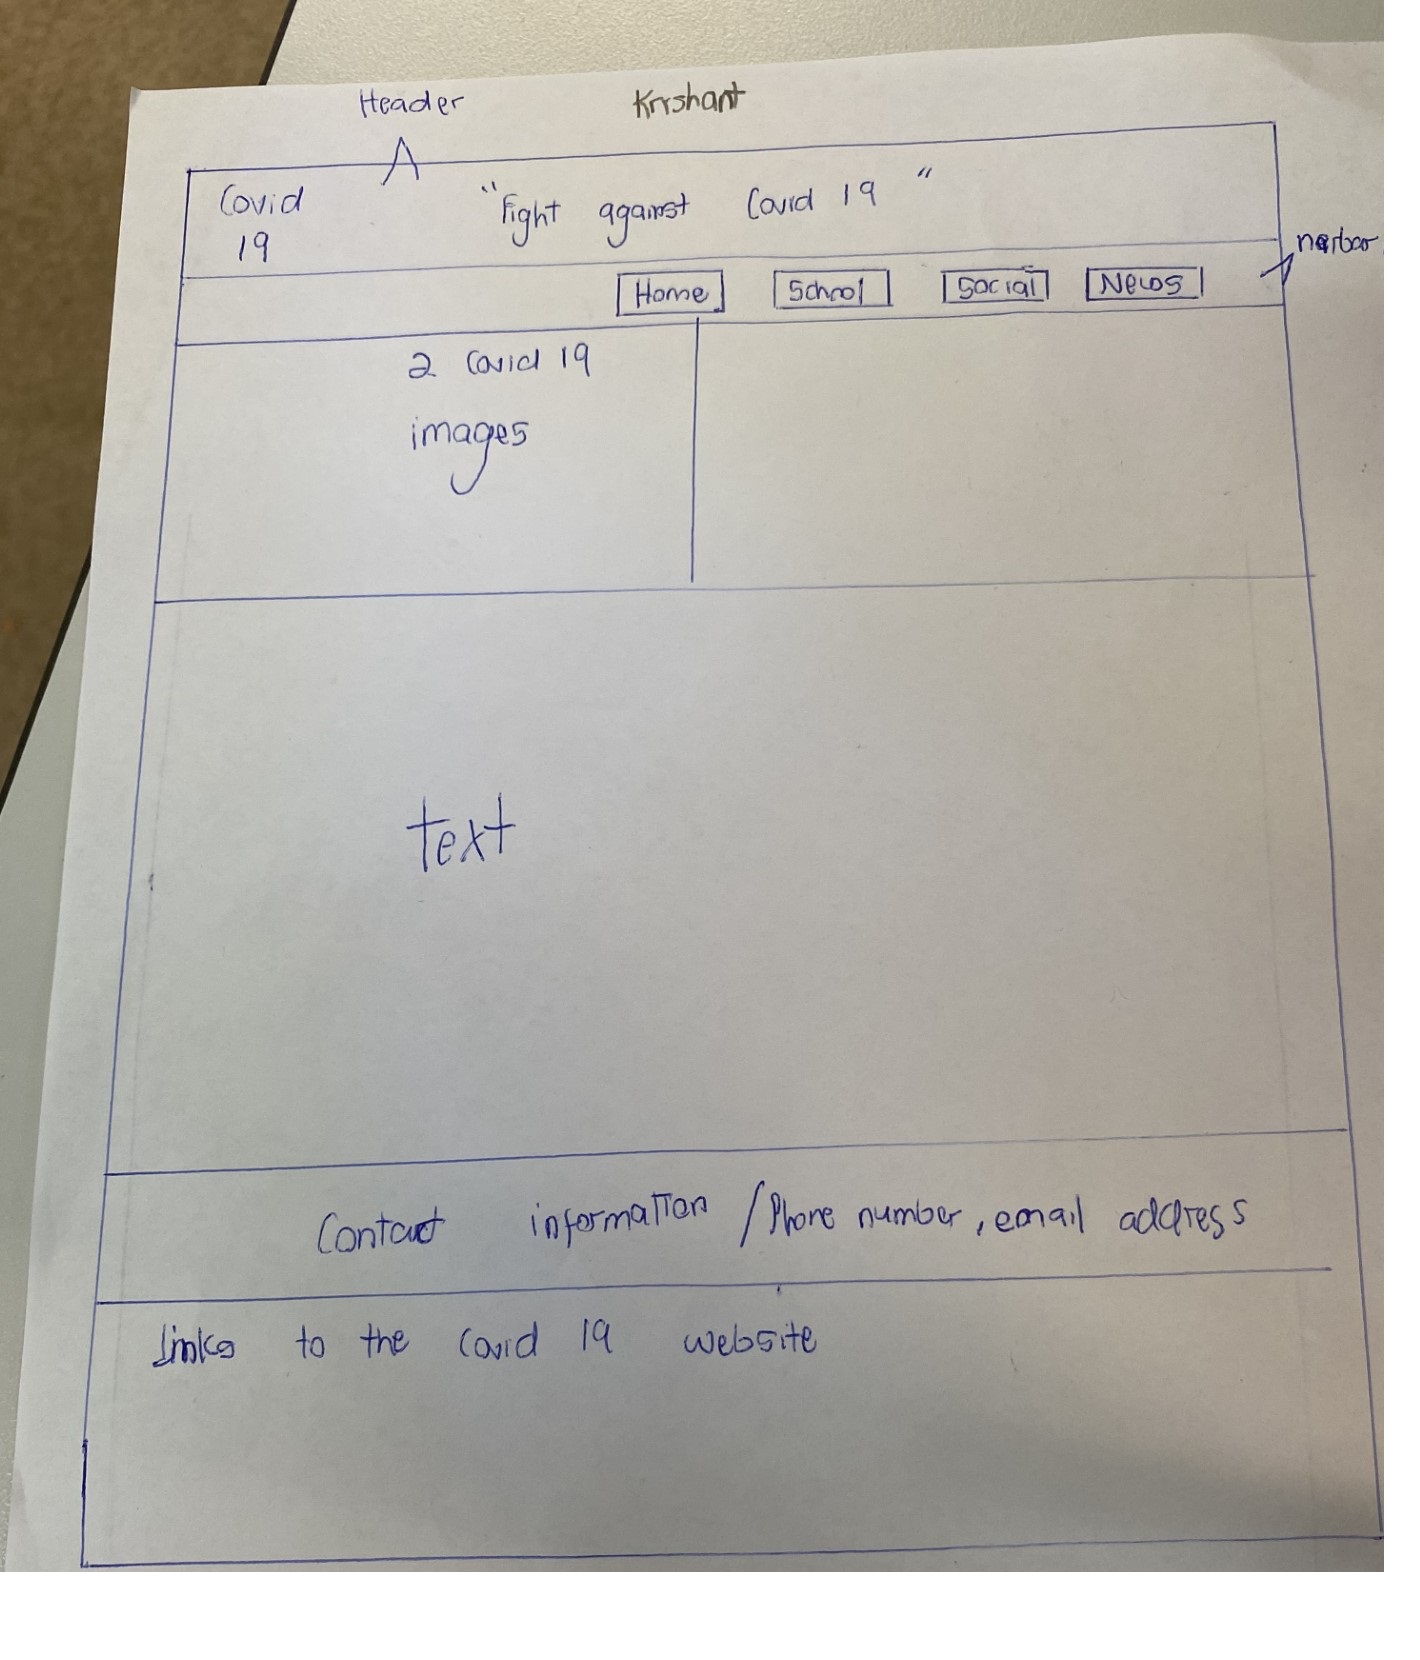 Header Krishant
Covid
19
"Fight against Covid 19"
navbar
Home School Social News
2 Covid 19
images
text
Contact information / Phone number, email address
Links to the Covid 19 website